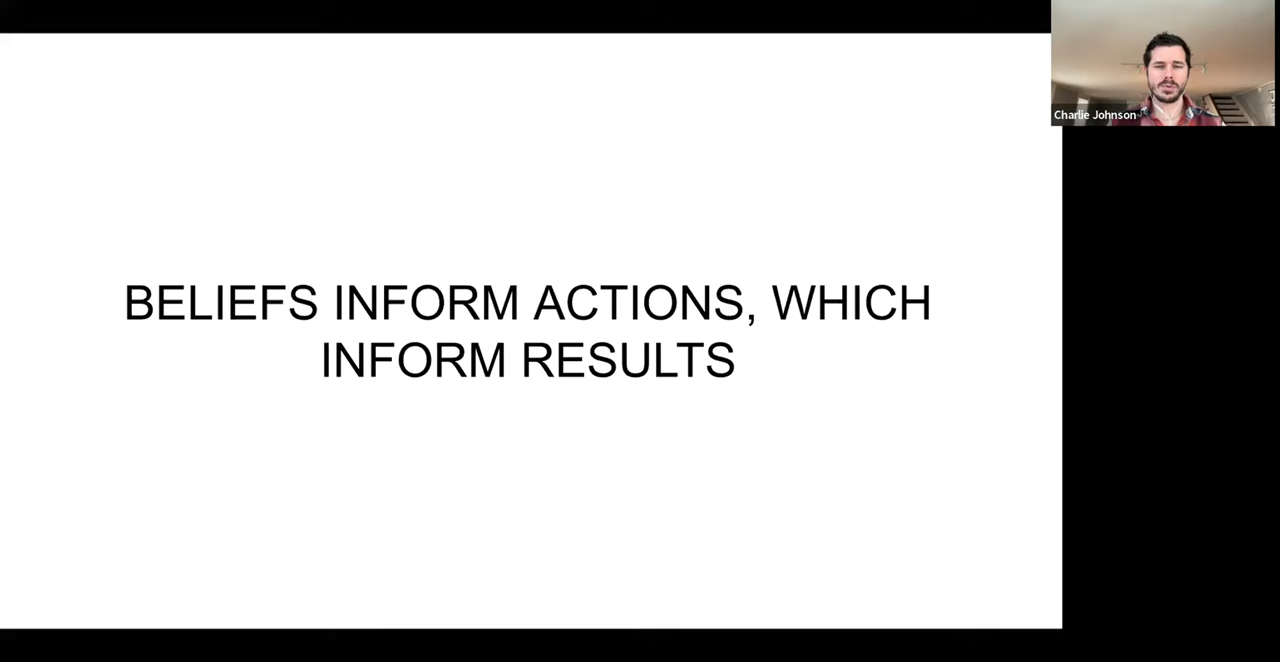 Charlie Johnson
BELIEFS INFORM ACTIONS, WHICH
INFORM RESULTS